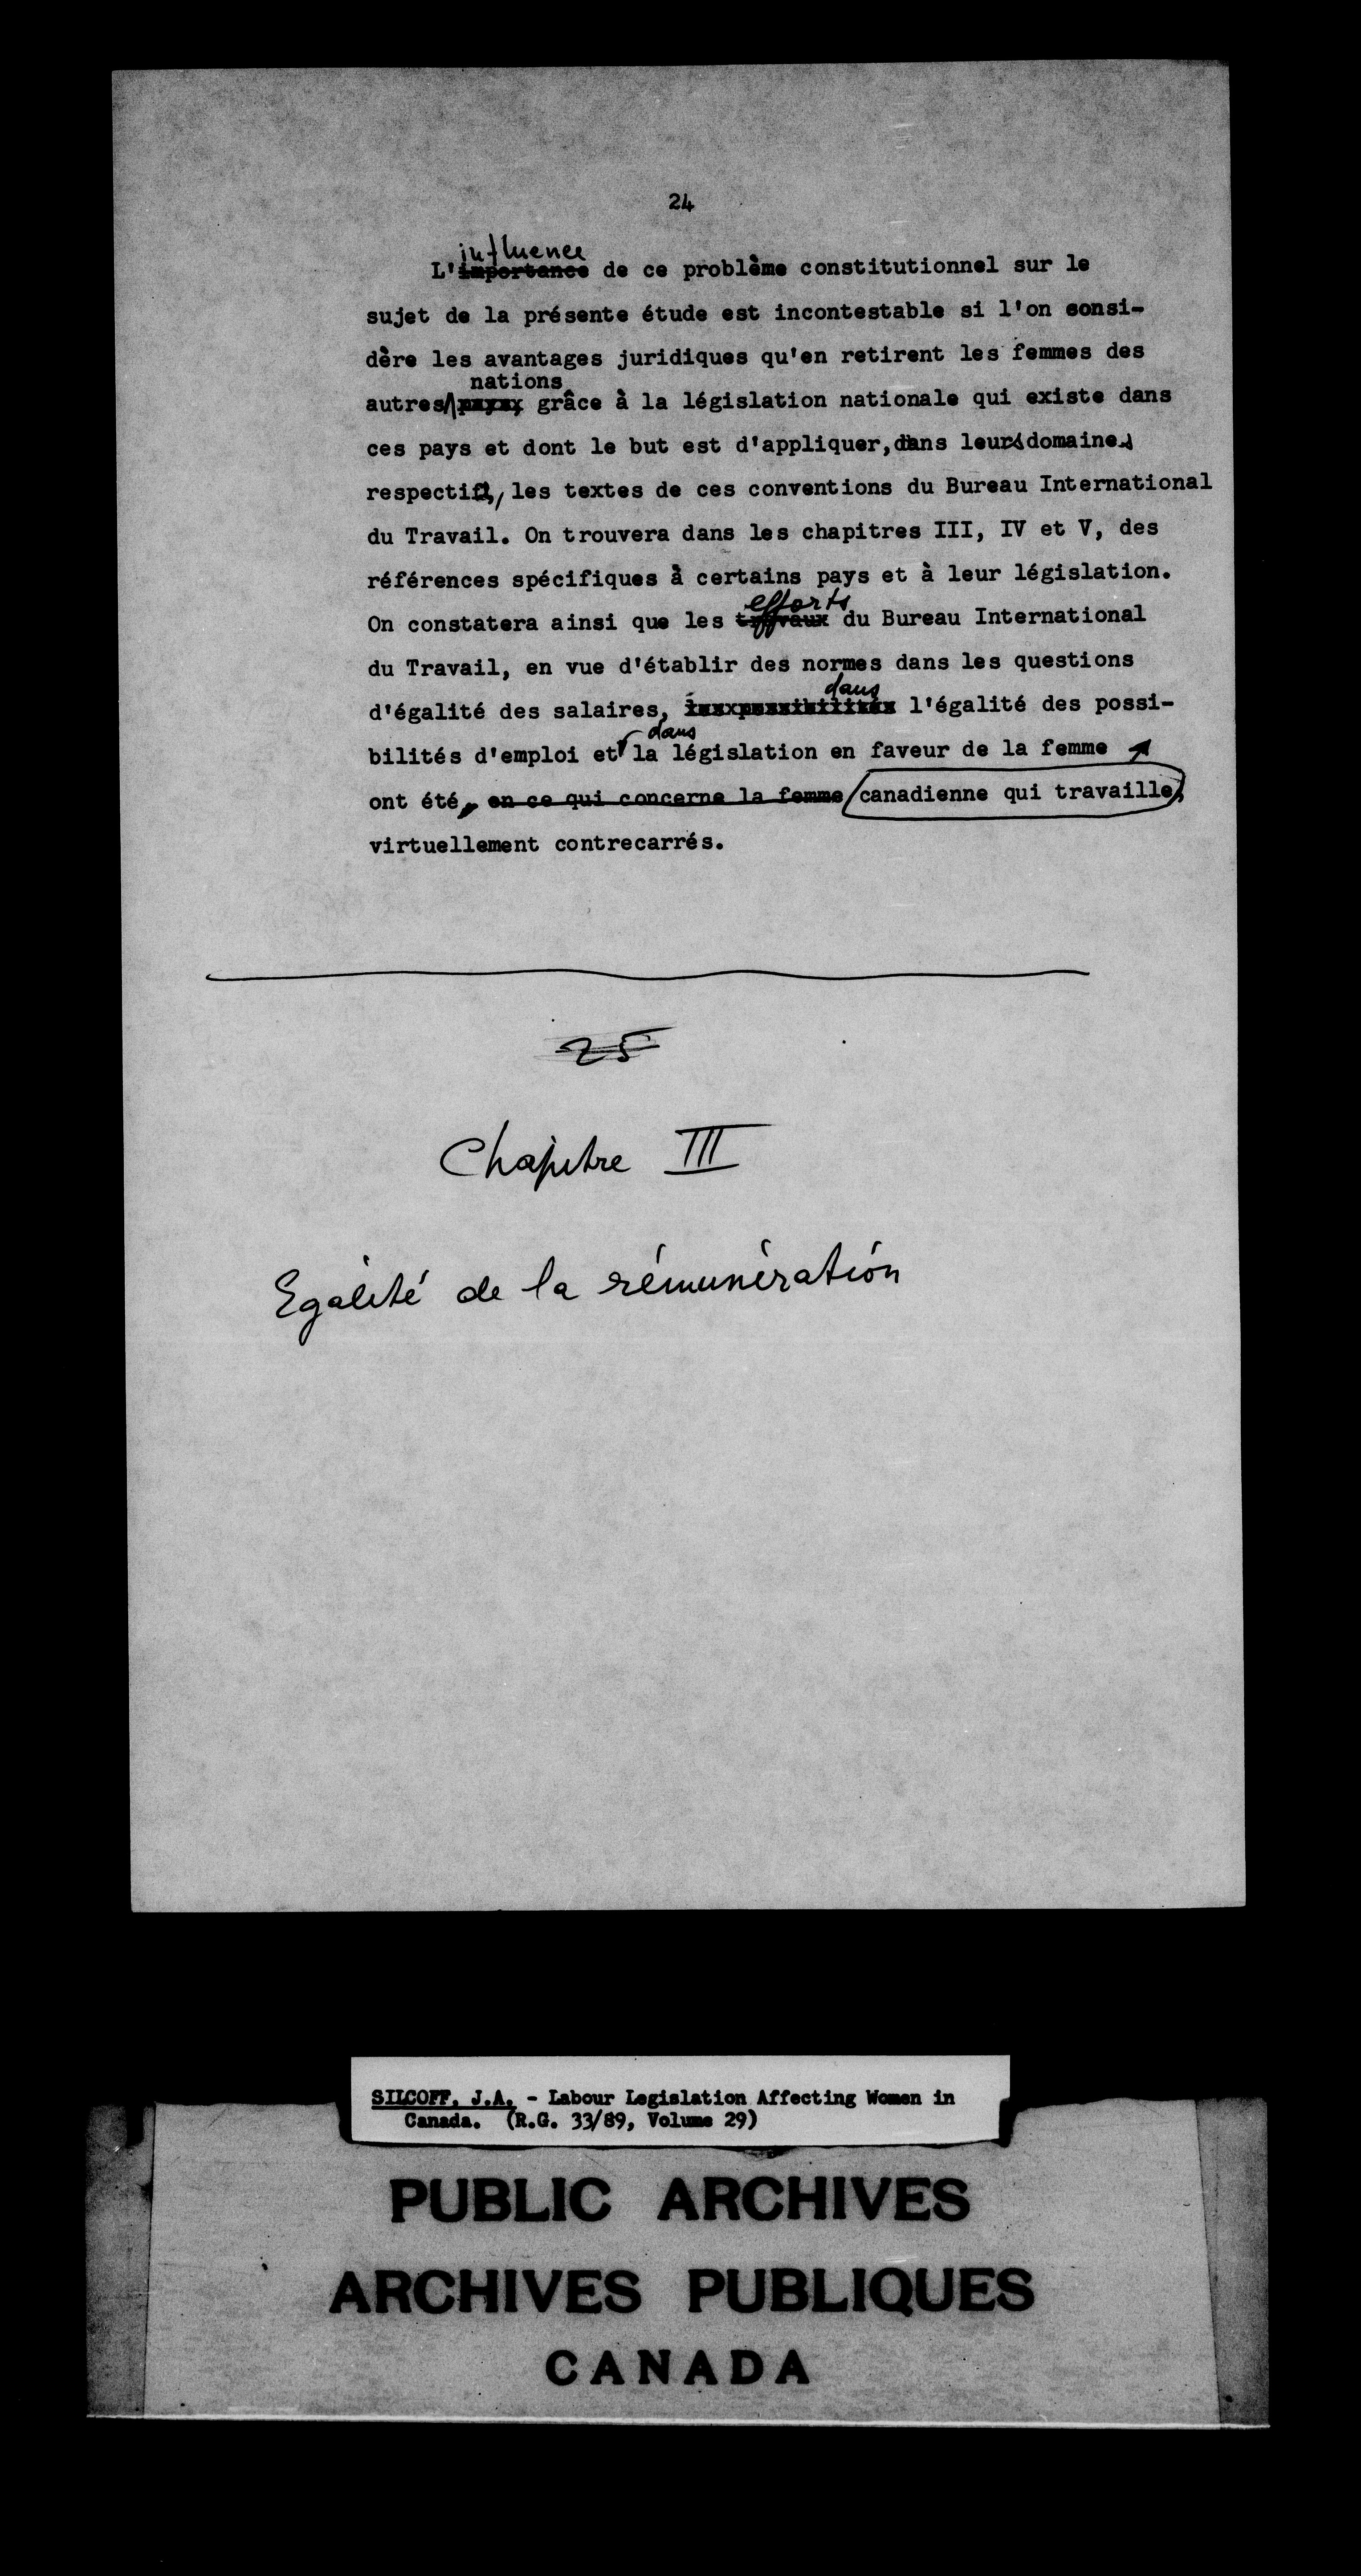 24
influence
L'importance de ce problème constitutionnel sur le
sujet de la présente étude est incontestable si l'on consi-
dère les avantages juridiques qu'en retirent les femmes des
nations
autres pays, grâce à la législation nationale qui existe dans
ces pays et dont le but est d'appliquer, dans leur domaine
respectif, les textes de ces conventions du Bureau International
du Travail. On trouvera dans les chapitres III, IV et V, des
références spécifiques à certains pays et à leur législation.
efforts
On constatera ainsi que les travaux du Bureau International
du Travail, en vue d'établir des normes dans les questions
dans
d'égalité des salaires, l'égalité des possi-
dans
bilités d'emploi et la législation en faveur de la femme
ont été, en ce qui concerne la femme canadienne qui travaille,
virtuellement contrecarrés.
25
Chapitre III
Egalité de la rémunération
SILCOFF, J.A. - Labour Legislation Affecting Women in
Canada. (R.G. 33/89, Volume 29)
PUBLIC ARCHIVES
ARCHIVES PUBLIQUES
CANADA